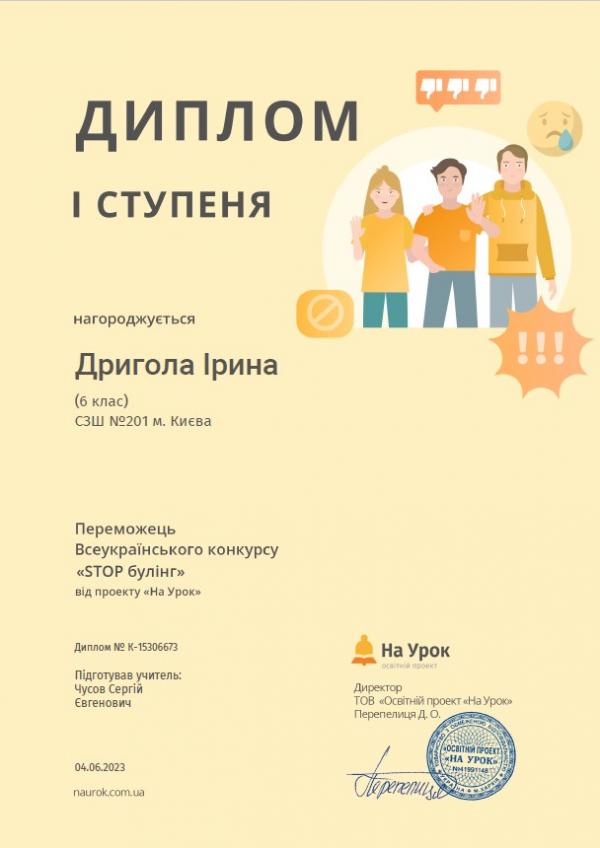 ДИПЛОМ
І СТУПЕНЯ
!!!
нагороджується
Дригола Ірина
(6 клас)
СЗШ №201 м. Києва
Переможець
Всеукраїнського конкурсу
«STOP булінг»
від проекту «На Урок»
Диплом № К-15306673
Підготував учитель:
Чусов Сергій
Євгенович
04.06.2023
naurok.com.ua
На Урок
освітній проект
Директор
ТОВ «Освітній проект «На Урок»
Перепелиця Д. О.
«ОСВІТНІЙ ПРОЕКТ
«НА УРОК»
№41991148